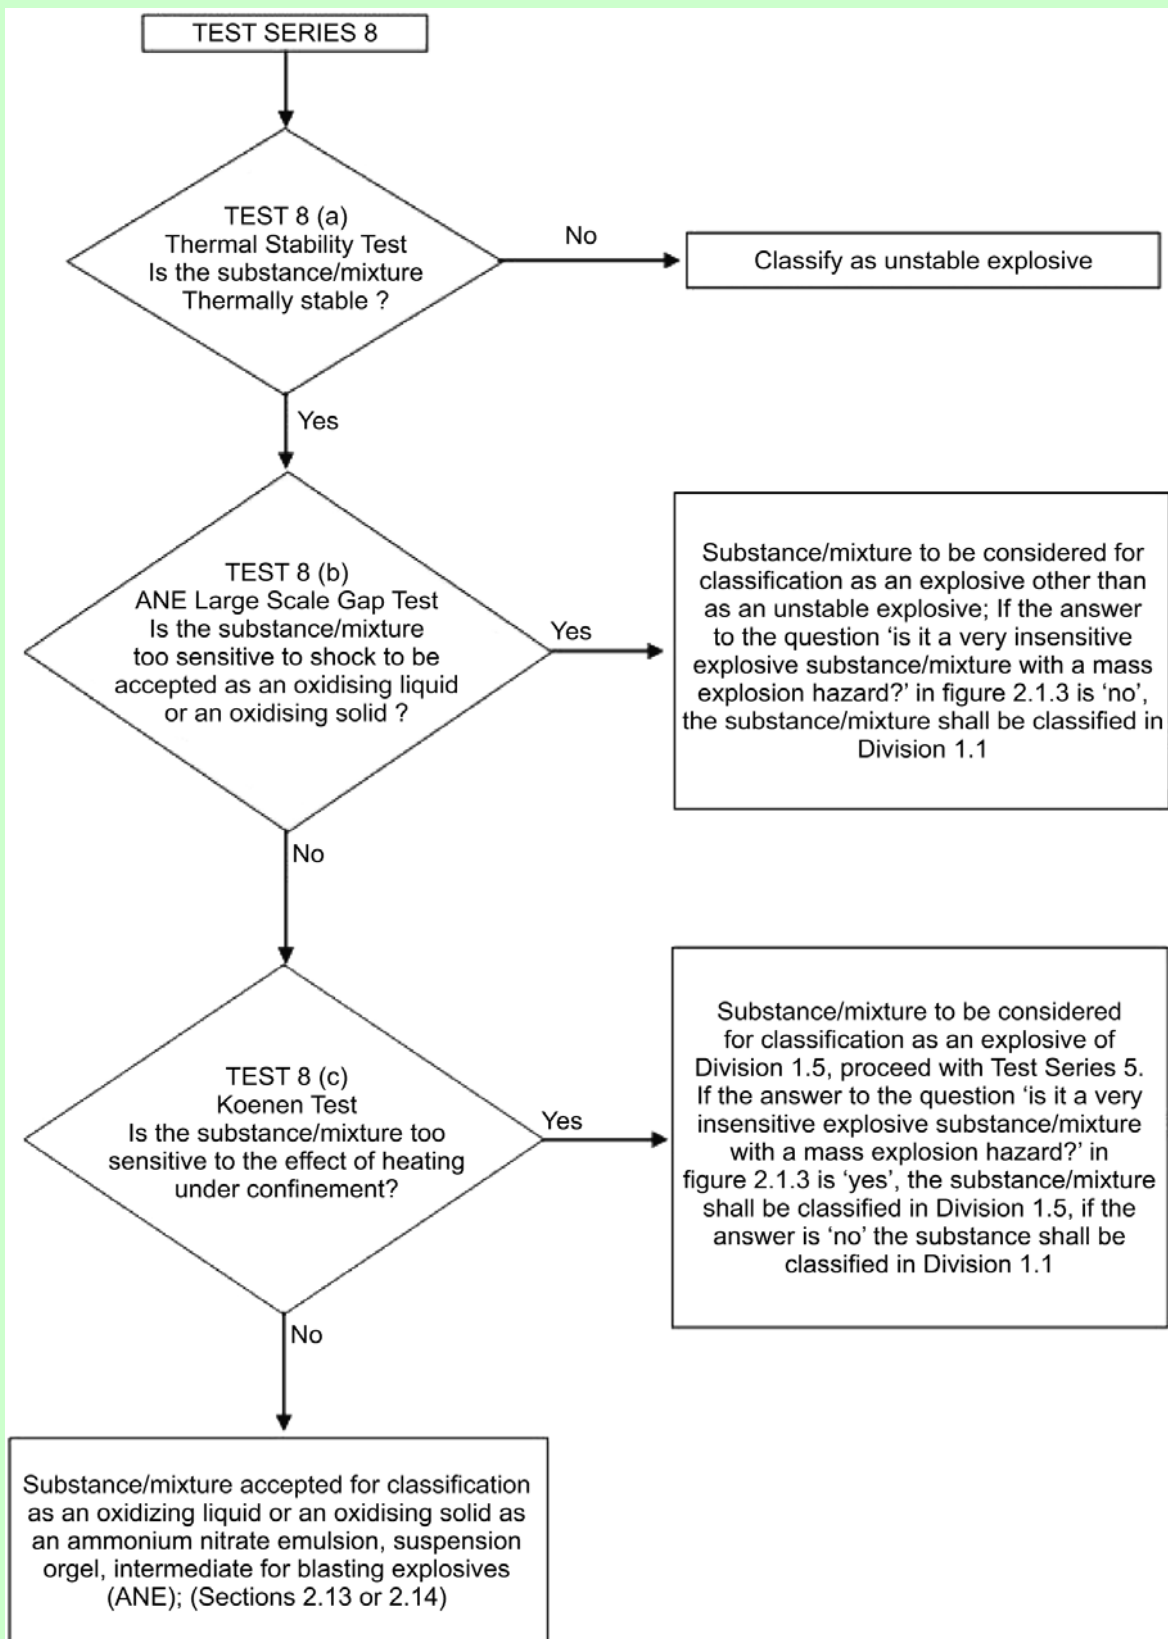 TEST SERIES 8
TEST 8 (a)
Thermal Stability Test
Is the substance/mixture
Thermally stable ?
No
Classify as unstable explosive
Yes
TEST 8 (b)
ANE Large Scale Gap Test
Is the substance/mixture
too sensitive to shock to be
accepted as an oxidising liquid
or an oxidising solid ?
Yes
Substance/mixture to be considered for
classification as an explosive other than
as an unstable explosive; If the answer
to the question ‘is it a very insensitive
explosive substance/mixture with a mass
explosion hazard?’ in figure 2.1.3 is ‘no’,
the substance/mixture shall be classified in
Division 1.1
No
TEST 8 (c)
Koenen Test
Is the substance/mixture too
sensitive to the effect of heating
under confinement?
Yes
Substance/mixture to be considered
for classification as an explosive of
Division 1.5, proceed with Test Series 5.
If the answer to the question ‘is it a very
insensitive explosive substance/mixture
with a mass explosion hazard?’ in
figure 2.1.3 is ‘yes’, the substance/mixture
shall be classified in Division 1.5, if the
answer is ‘no’ the substance shall be
classified in Division 1.1
No
Substance/mixture accepted for classification
as an oxidizing liquid or an oxidising solid as
an ammonium nitrate emulsion, suspension
orgel, intermediate for blasting explosives
(ANE); (Sections 2.13 or 2.14)